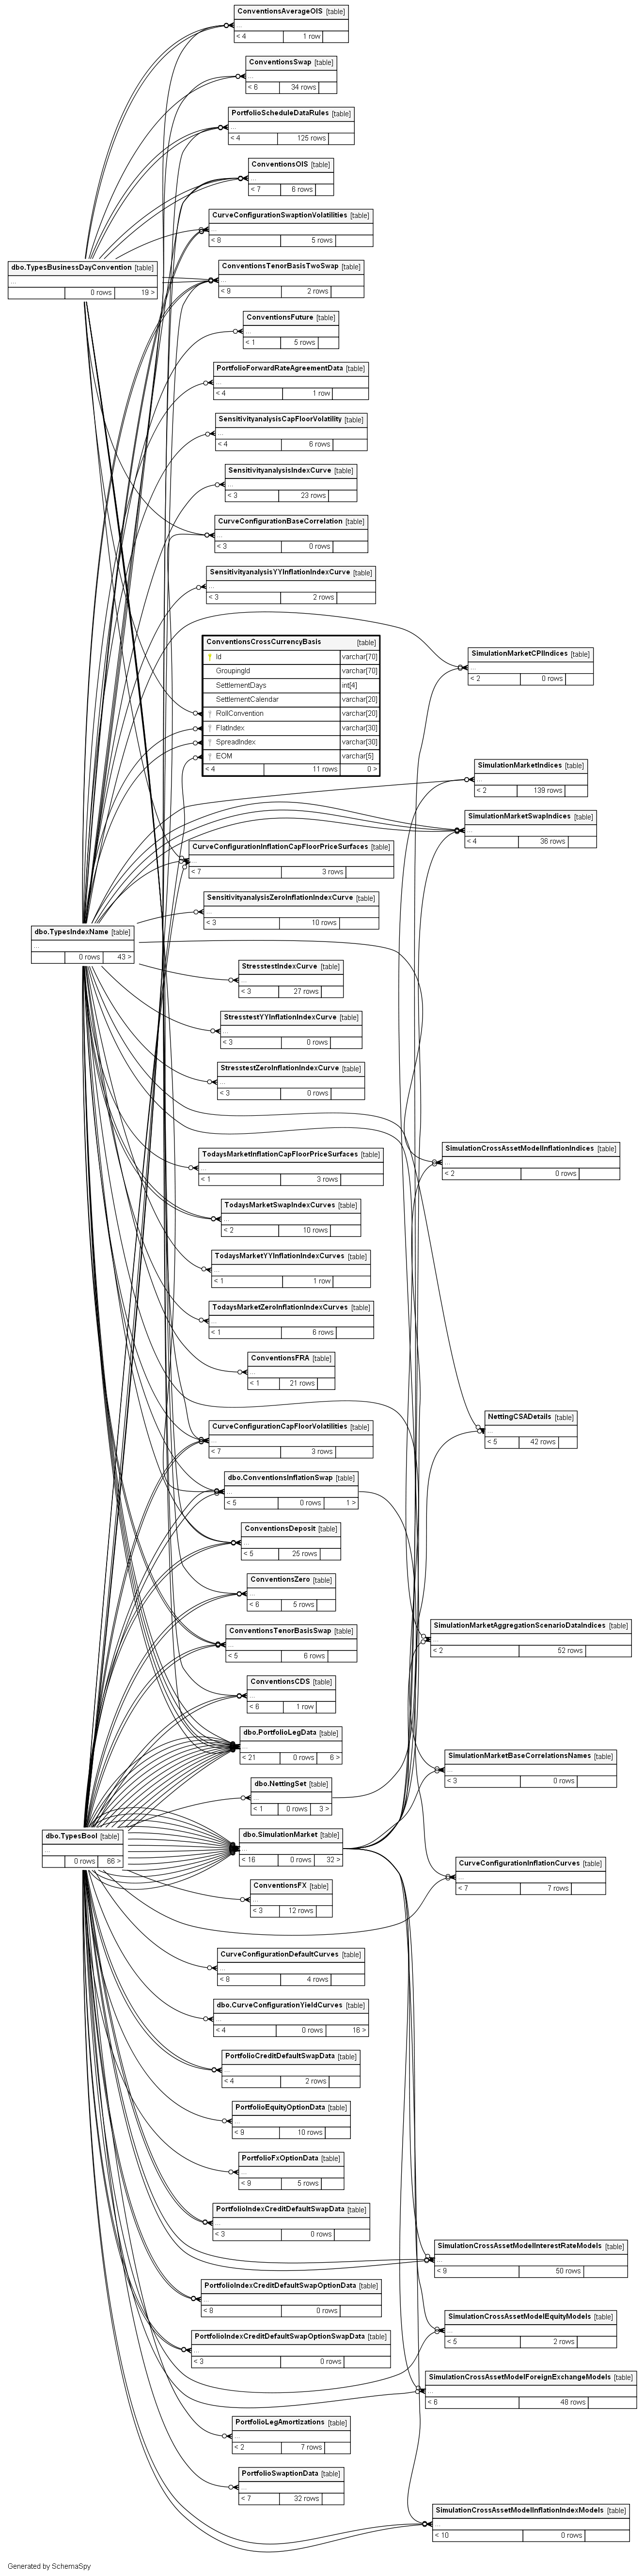 ConventionsAverageOIS [table]
...
< 4 1 row
ConventionsSwap [table]
...
< 6 34 rows
PortfolioScheduleDataRules [table]
...
< 4 125 rows
ConventionsOIS [table]
...
< 7 6 rows
CurveConfigurationSwaptionVolatilities [table]
...
< 8 5 rows
dbo.TypesBusinessDayConvention [table]
...
0 rows 19 >
ConventionsTenorBasisTwoSwap [table]
...
< 9 2 rows
ConventionsFuture [table]
...
< 1 5 rows
PortfolioForwardRateAgreementData [table]
...
< 4 1 row
SensitivityanalysisCapFloorVolatility [table]
...
< 4 6 rows
SensitivityanalysisIndexCurve [table]
...
< 3 23 rows
CurveConfigurationBaseCorrelation [table]
...
< 3 0 rows
SensitivityanalysisYYInflationIndexCurve [table]
...
< 3 2 rows
ConventionsCrossCurrencyBasis [table]
Id varchar[70]
GroupingId varchar[70]
SettlementDays int[4]
SettlementCalendar varchar[20]
RollConvention varchar[20]
FlatIndex varchar[30]
SpreadIndex varchar[30]
EOM varchar[5]
< 4 11 rows 0 >
SimulationMarketCPIIndices [table]
...
< 2 0 rows
SimulationMarketIndices [table]
...
< 2 139 rows
SimulationMarketSwapIndices [table]
...
< 4 36 rows
CurveConfigurationInflationCapFloorPriceSurfaces [table]
...
< 7 3 rows
SensitivityanalysisZeroInflationIndexCurve [table]
...
< 3 10 rows
dbo.TypesIndexName [table]
...
0 rows 43 >
StresstestIndexCurve [table]
...
< 3 27 rows
StresstestYYInflationIndexCurve [table]
...
< 3 0 rows
StresstestZeroInflationIndexCurve [table]
...
< 3 0 rows
SimulationCrossAssetModelInflationIndices [table]
...
< 2 0 rows
TodaysMarketInflationCapFloorPriceSurfaces [table]
...
< 1 3 rows
TodaysMarketSwapIndexCurves [table]
...
< 2 10 rows
TodaysMarketYYInflationIndexCurves [table]
...
< 1 1 row
TodaysMarketZeroInflationIndexCurves [table]
...
< 1 6 rows
ConventionsFRA [table]
...
< 1 21 rows
NettingCSADetails [table]
...
< 5 42 rows
CurveConfigurationCapFloorVolatilities [table]
...
< 7 3 rows
dbo.ConventionsInflationSwap [table]
...
< 5 0 rows 1 >
ConventionsDeposit [table]
...
< 5 25 rows
ConventionsZero [table]
...
< 6 5 rows
SimulationMarketAggregationScenarioDataIndices [table]
...
< 2 52 rows
ConventionsTenorBasisSwap [table]
...
< 5 6 rows
ConventionsCDS [table]
...
< 6 1 row
dbo.PortfolioLegData [table]
...
< 21 0 rows 6 >
SimulationMarketBaseCorrelationsNames [table]
...
< 3 0 rows
dbo.NettingSet [table]
...
< 1 0 rows 3 >
dbo.TypesBool [table]
...
0 rows 66 >
dbo.SimulationMarket [table]
...
< 16 0 rows 32 >
CurveConfigurationInflationCurves [table]
...
< 7 7 rows
ConventionsFX [table]
...
< 3 12 rows
CurveConfigurationDefaultCurves [table]
...
< 8 4 rows
dbo.CurveConfigurationYieldCurves [table]
...
< 4 0 rows 16 >
PortfolioCreditDefaultSwapData [table]
...
< 4 2 rows
PortfolioEquityOptionData [table]
...
< 9 10 rows
PortfolioFxOptionData [table]
...
< 9 5 rows
PortfolioIndexCreditDefaultSwapData [table]
...
< 3 0 rows
SimulationCrossAssetModelInterestRateModels [table]
...
< 9 50 rows
PortfolioIndexCreditDefaultSwapOptionData [table]
...
< 8 0 rows
SimulationCrossAssetModelEquityModels [table]
...
< 5 2 rows
PortfolioIndexCreditDefaultSwapOptionSwapData [table]
...
< 3 0 rows
SimulationCrossAssetModelForeignExchangeModels [table]
...
< 6 48 rows
PortfolioLegAmortizations [table]
...
< 2 7 rows
PortfolioSwaptionData [table]
...
< 7 32 rows
SimulationCrossAssetModelInflationIndexModels [table]
...
< 10 0 rows
Generated by SchemaSpy